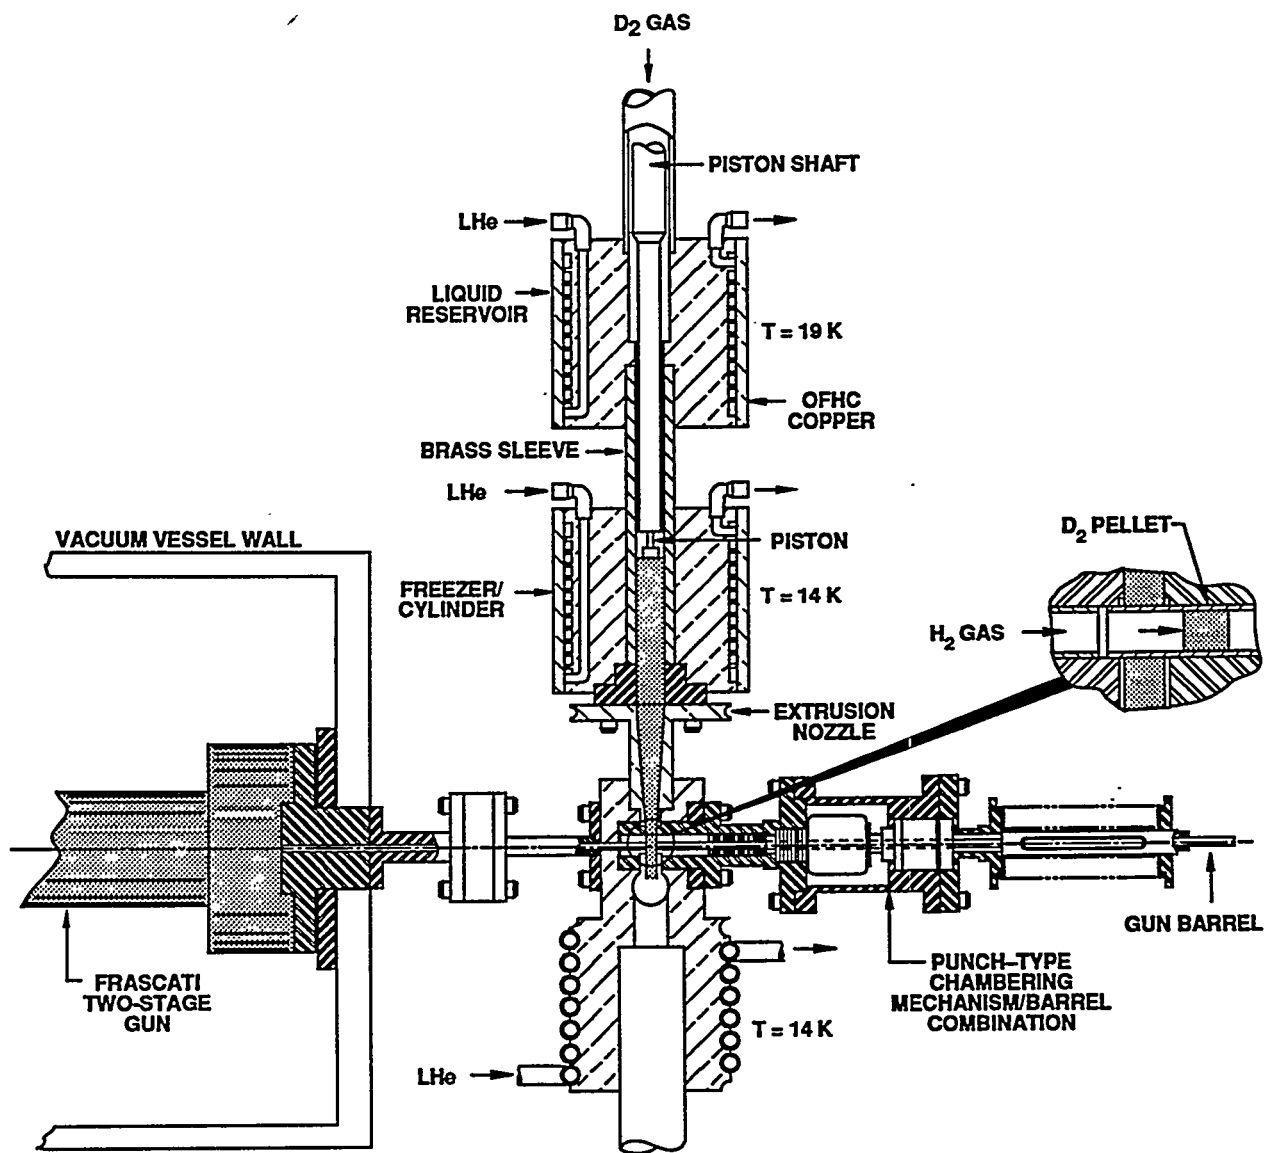 D2 GAS
PISTON SHAFT
LHe
LIQUID
RESERVOIR
T = 19 K
OFHC
COPPER
BRASS SLEEVE
LHe
VACUUM VESSEL WALL
PISTON
D2 PELLET
FREEZER/
CYLINDER
T = 14 K
H2 GAS
EXTRUSION
NOZZLE
GUN BARREL
FRASCATI
TWO-STAGE
GUN
PUNCH-TYPE
CHAMBERING
MECHANISM/BARREL
COMBINATION
T = 14 K
LHe